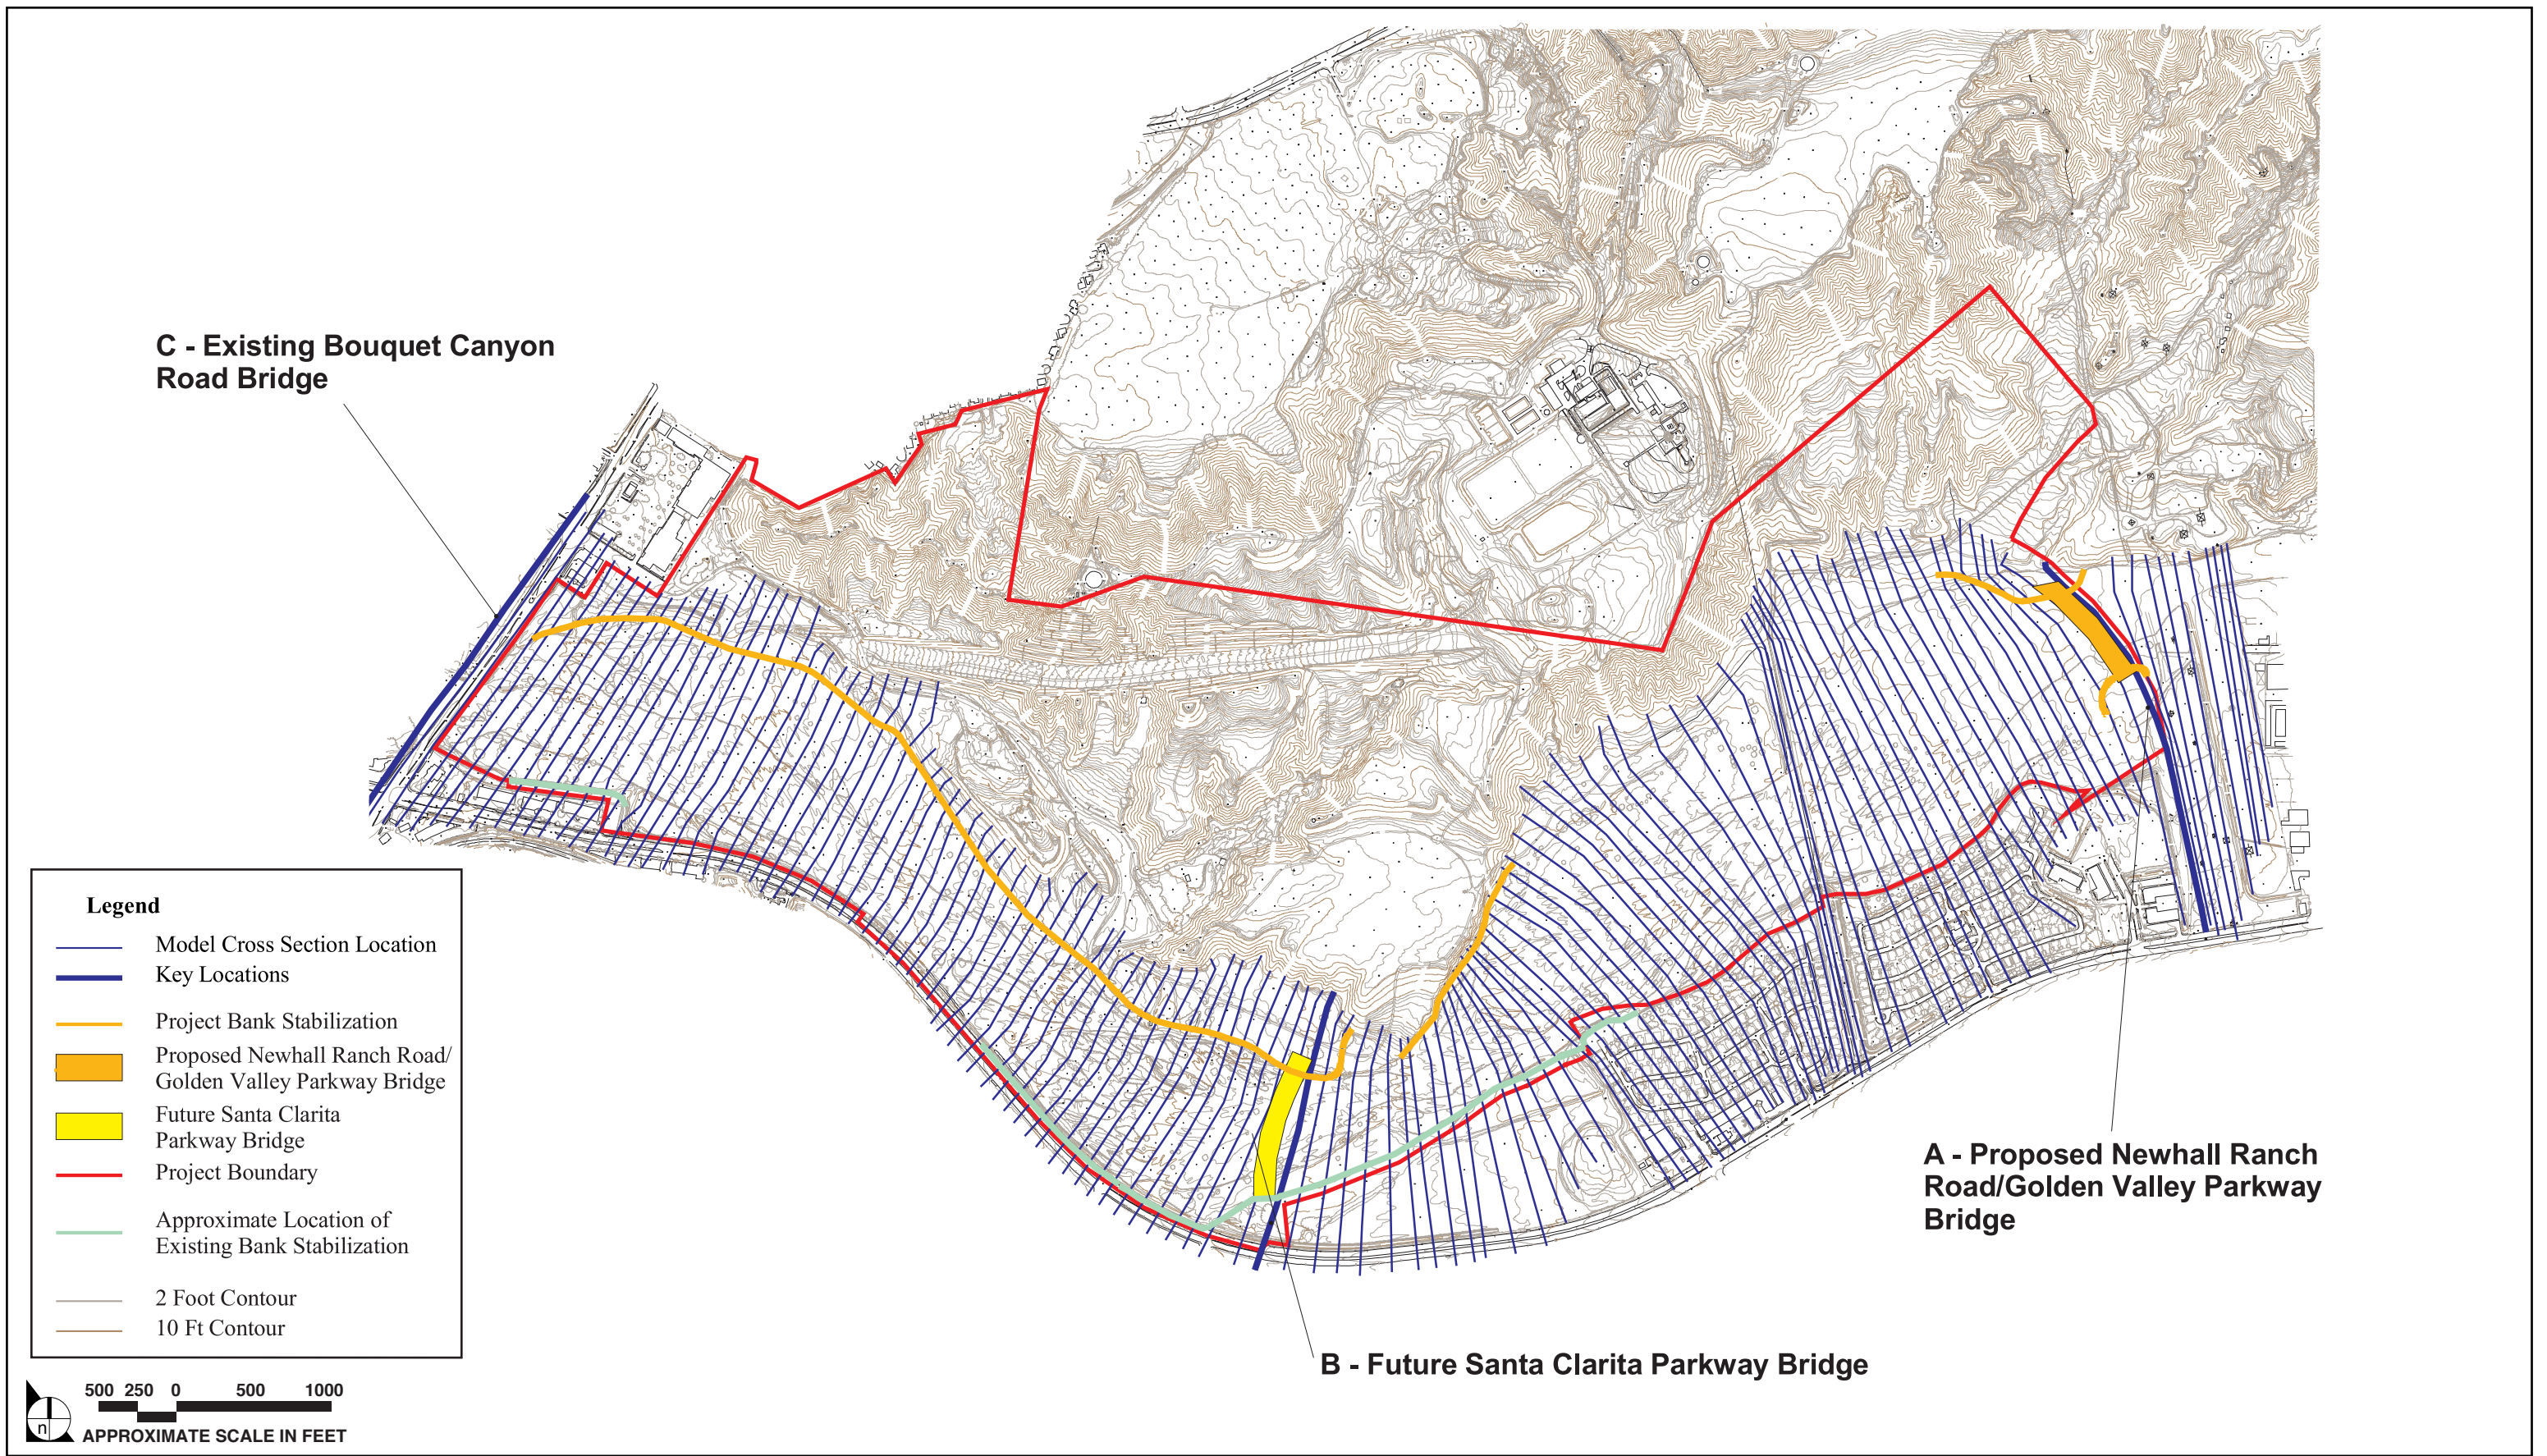 C - Existing Bouquet Canyon
Road Bridge
Legend
Model Cross Section Location
Key Locations
Project Bank Stabilization
Proposed Newhall Ranch Road/
Golden Valley Parkway Bridge
Future Santa Clarita
Parkway Bridge
Project Boundary
Approximate Location of
Existing Bank Stabilization
2 Foot Contour
10 Ft Contour
A - Proposed Newhall Ranch
Road/Golden Valley Parkway
Bridge
B - Future Santa Clarita Parkway Bridge
500 250 0 500 1000
n
APPROXIMATE SCALE IN FEET